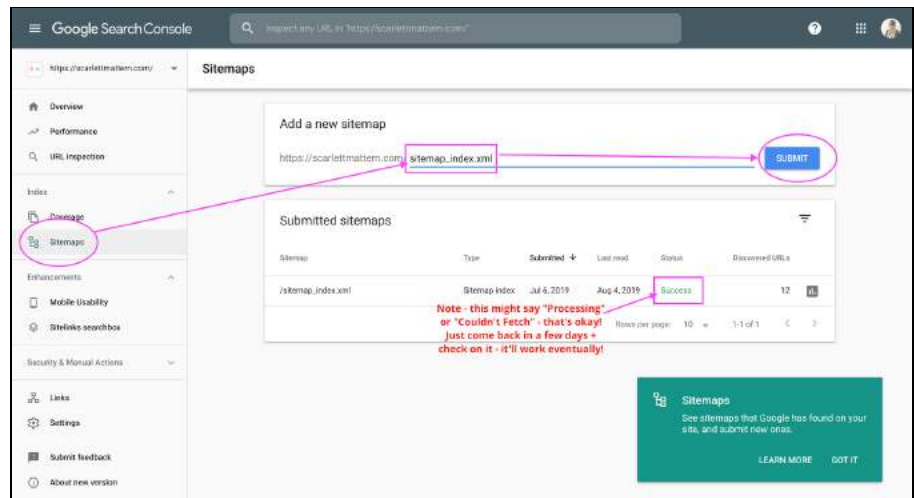 Google Search Console
Inspect any URL in "https://scarlettmattern.com/"
https://scarlettmattern.com/
Sitemaps
Overview
Performance
URL inspection
Index
Coverage
Sitemaps
Enhancements
Mobile Usability
Sitelinks searchbox
Security & Manual Actions
Links
Settings
Submit feedback
About new version
Add a new sitemap
https://scarlettmattern.com/ sitemap_index.xml
SUBMIT
Submitted sitemaps
Sitemap Type Submitted Last read Status Discovered URLs
/sitemap_index.xml Sitemap index Jul 6, 2019 Aug 4, 2019 Success 12
Note - this might say "Processing"
or "Couldn't Fetch" - that's okay!
Just come back in a few days +
check on it - it'll work eventually!
Rows per page: 10 1-1 of 1
Sitemaps
See sitemaps that Google has found on your
site, and submit new ones.
LEARN MORE GOT IT